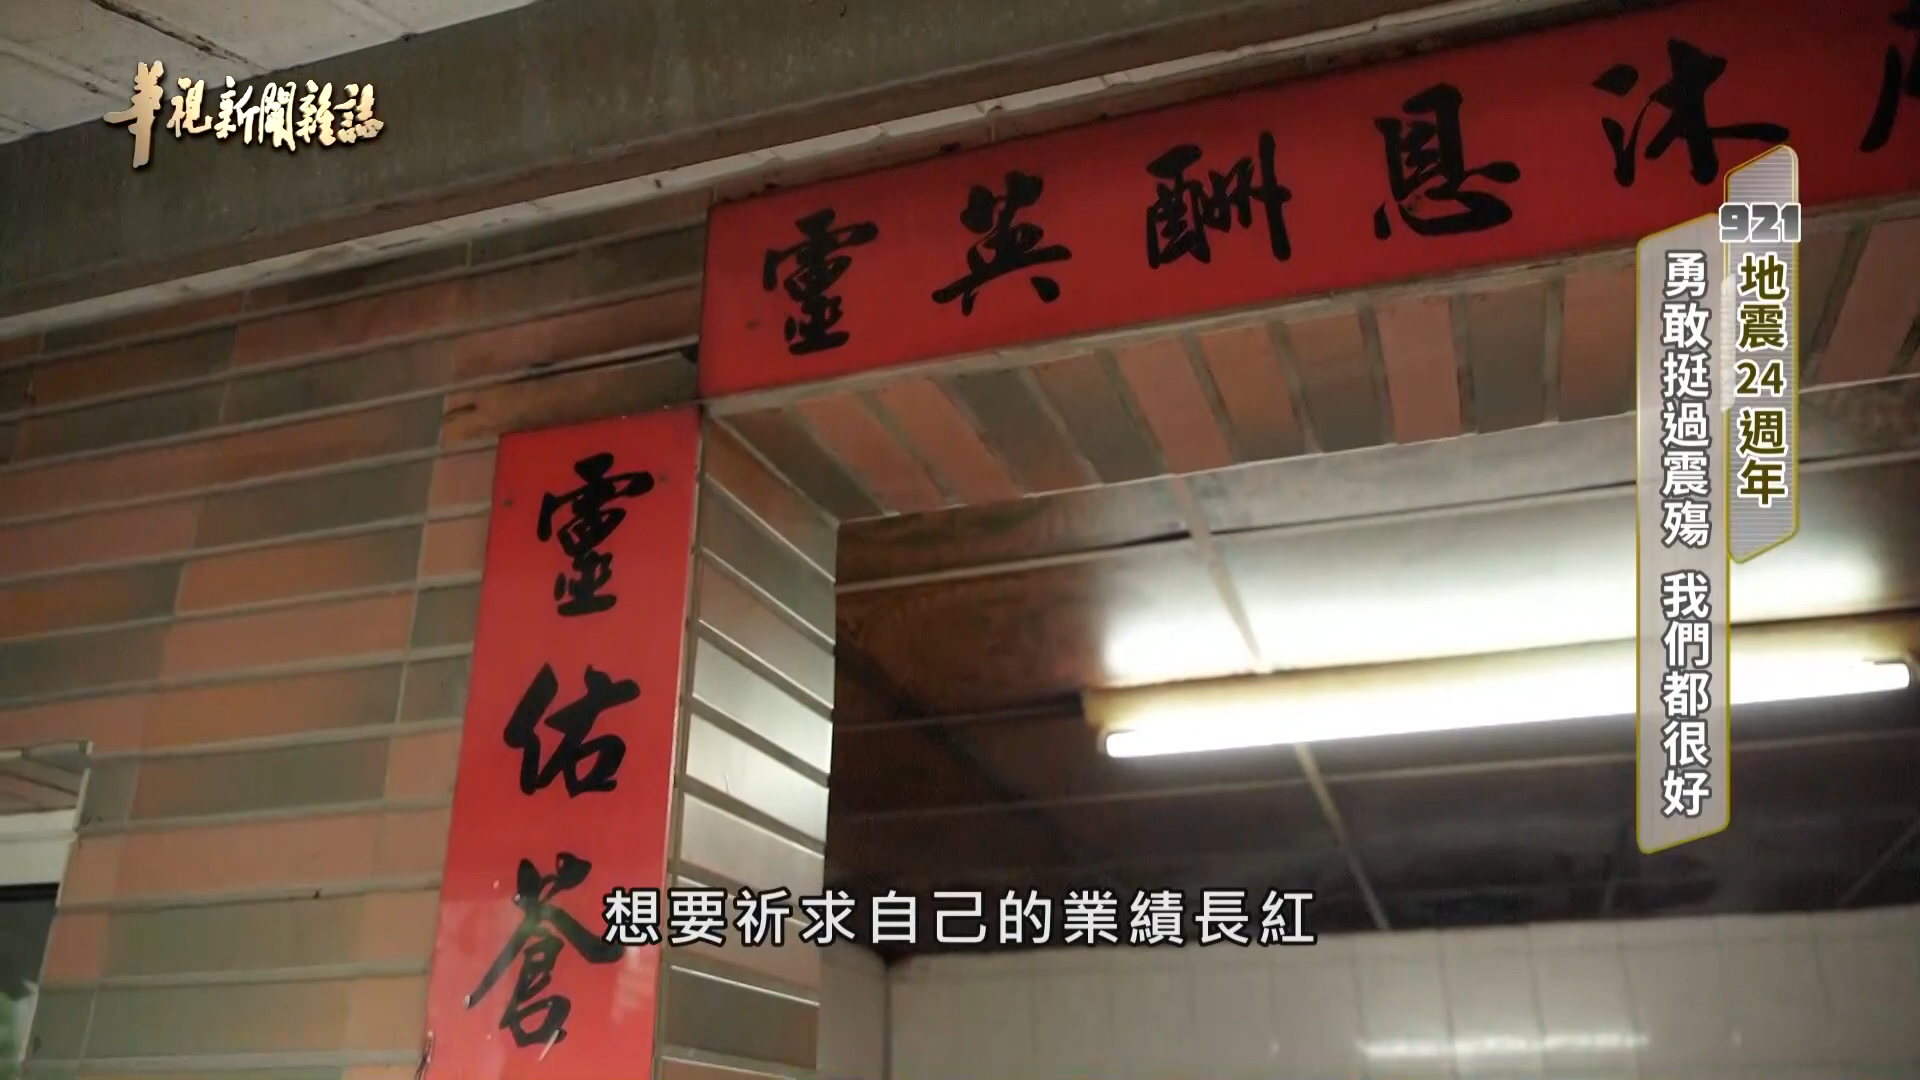 華視新聞雜誌
靈英酬恩沐
靈佑蒼
921
地震24週年
勇敢挺過震殤 我們都很好
想要祈求自己的業績長紅